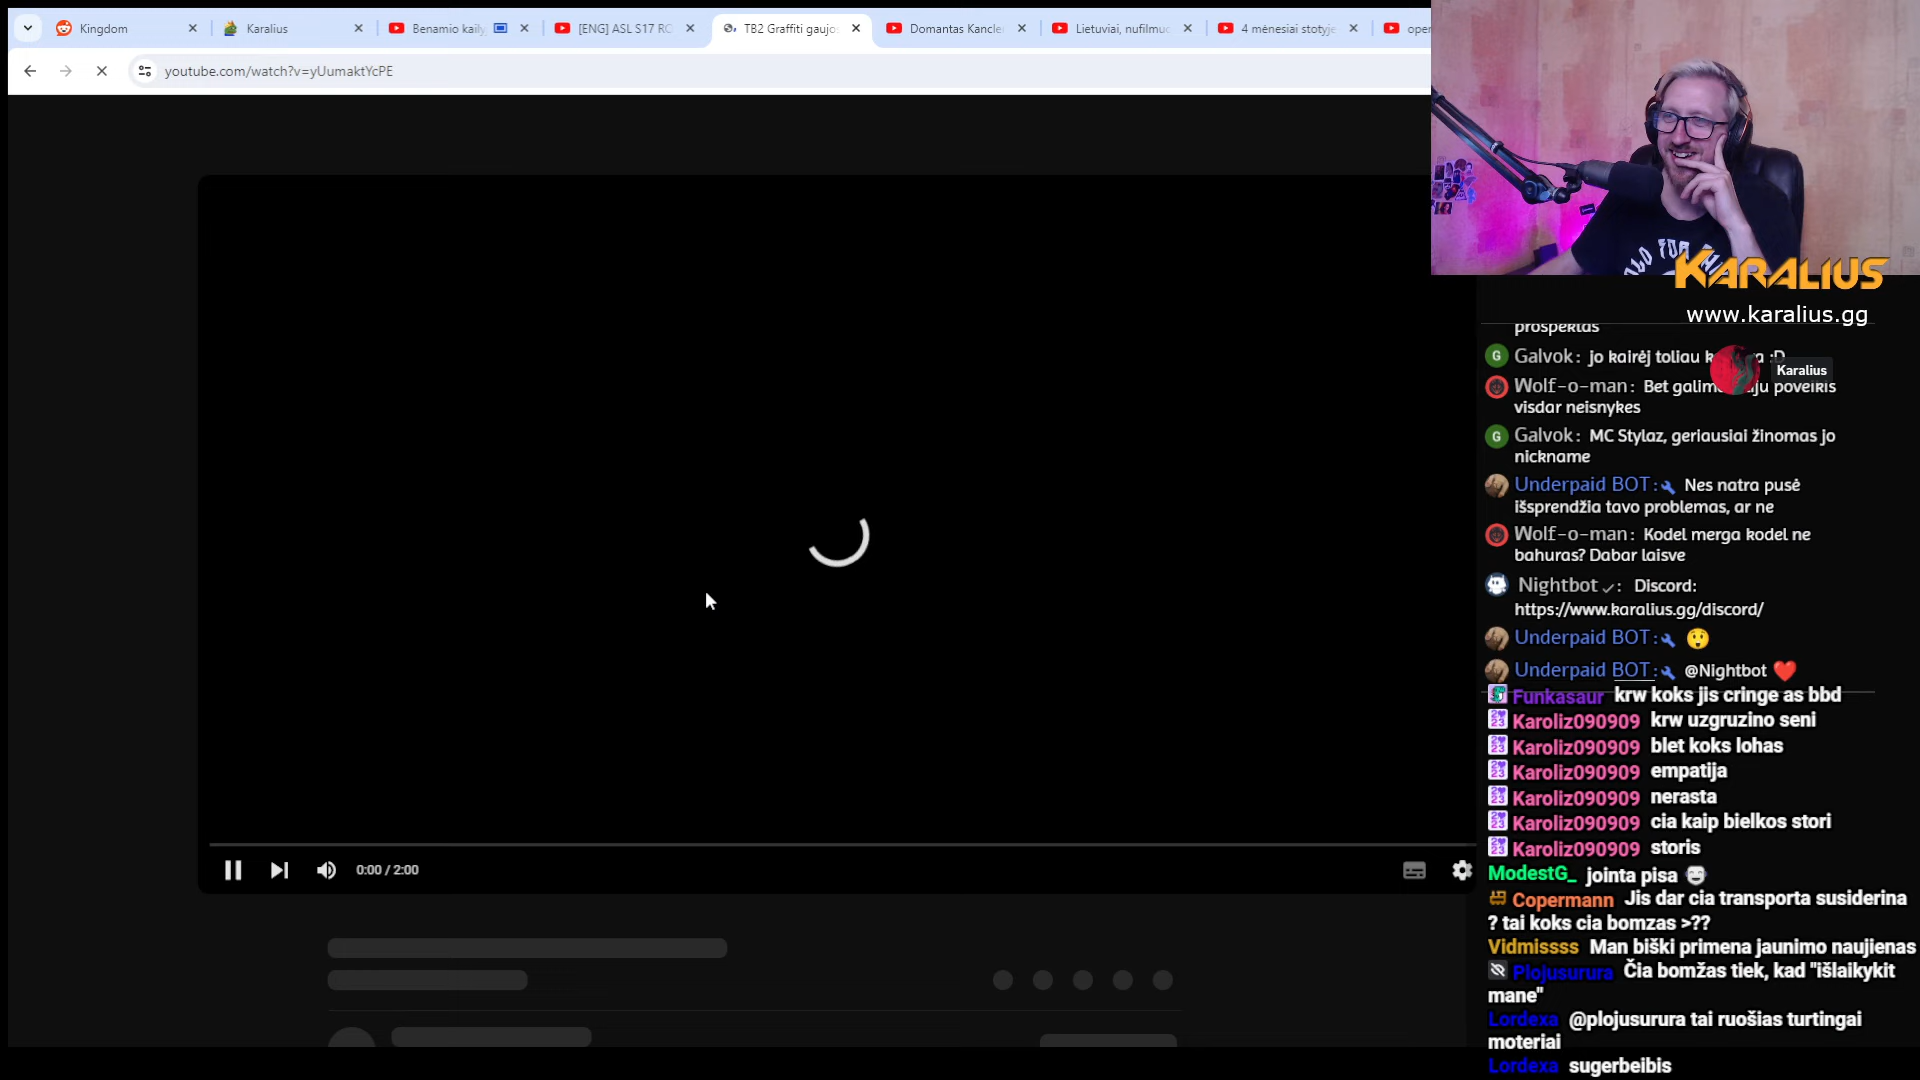 Kingdom
Karalius
Benamio kaily
[ENG] ASL S17 RO
TB2 Graffiti gaujo
Domantas Kancle
Lietuviai, nufilmuo
4 mėnesiai stotyje
oper
youtube.com/watch?v=yUumaktYcPE
KARALIUS
www.karalius.gg
prospektas
Galvok: jo kairėj toliau
:D
Karalius
Wolf-o-man: Bet galim
poveikis
visdar neisnykes
Galvok: MC Stylaz, geriausiai žinomas jo
nickname
Underpaid BOT: Nes natra pusė
išsprendžia tavo problemas, ar ne
Wolf-o-man: Kodel merga kodel ne
bahuras? Dabar laisve
Nightbot: Discord:
https://www.karalius.gg/discord/
Underpaid BOT: 😲
Underpaid BOT: @Nightbot ❤️
Funkasaur krw koks jis cringe as bbd
Karoliz090909 krw uzgruzino seni
Karoliz090909 blet koks lohas
Karoliz090909 empatija
Karoliz090909 nerasta
Karoliz090909 cia kaip bielkos stori
Karoliz090909 storis
ModestG_ jointa pisa
Copermann Jis dar cia transporta susiderina
? tai koks cia bomzas >??
Vidmissss Man biški primena jaunimo naujienas
Plojusurura Čia bomžas tiek, kad "išlaikykit
mane"
Lordexa @plojusurura tai ruošias turtingai
moteriai
Lordexa sugerbeibis
0:00 / 2:00